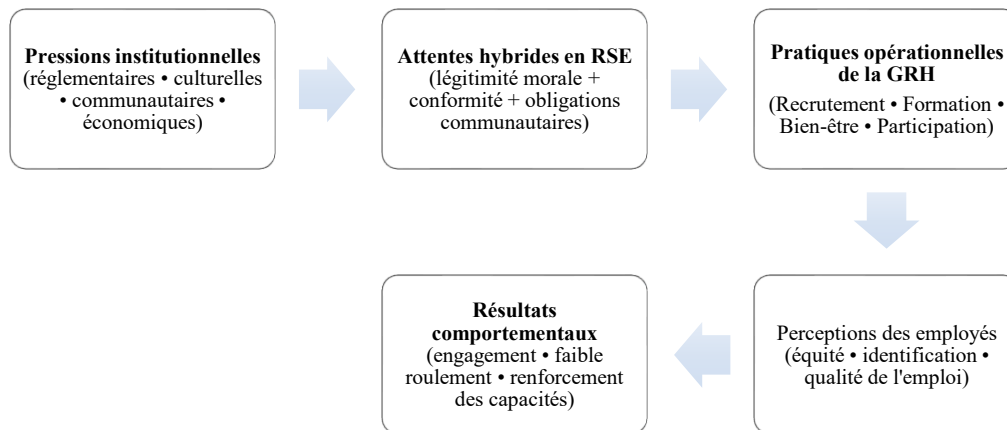 Pressions institutionnelles
(réglementaires • culturelles
• communautaires •
économiques)
Attentes hybrides en RSE
(légitimité morale +
conformité + obligations
communautaires)
Pratiques opérationnelles
de la GRH
(Recrutement • Formation •
Bien-être • Participation)
Perceptions des employés
(équité • identification •
qualité de l'emploi)
Résultats
comportementaux
(engagement • faible
roulement • renforcement
des capacités)